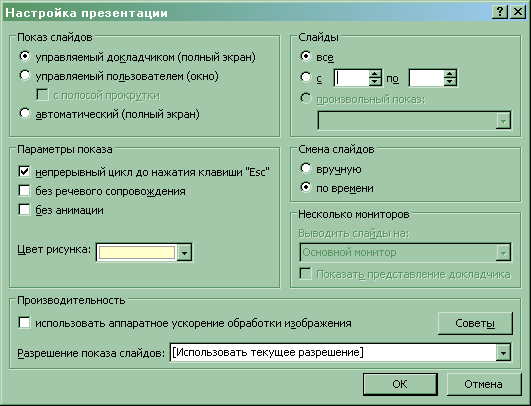 Настройка презентации
Показ слайдов
управляемый докладчиком (полный экран)
управляемый пользователем (окно)
с полосой прокрутки
автоматический (полный экран)
Слайды
все
с по
произвольный показ:
Параметры показа
непрерывный цикл до нажатия клавиши "Esc"
без речевого сопровождения
без анимации
Цвет рисунка:
Смена слайдов
вручную
по времени
Несколько мониторов
Выводить слайды на:
Основной монитор
Показать представление докладчика
Производительность
использовать аппаратное ускорение обработки изображения
Советы
Разрешение показа слайдов: [Использовать текущее разрешение]
ОК Отмена